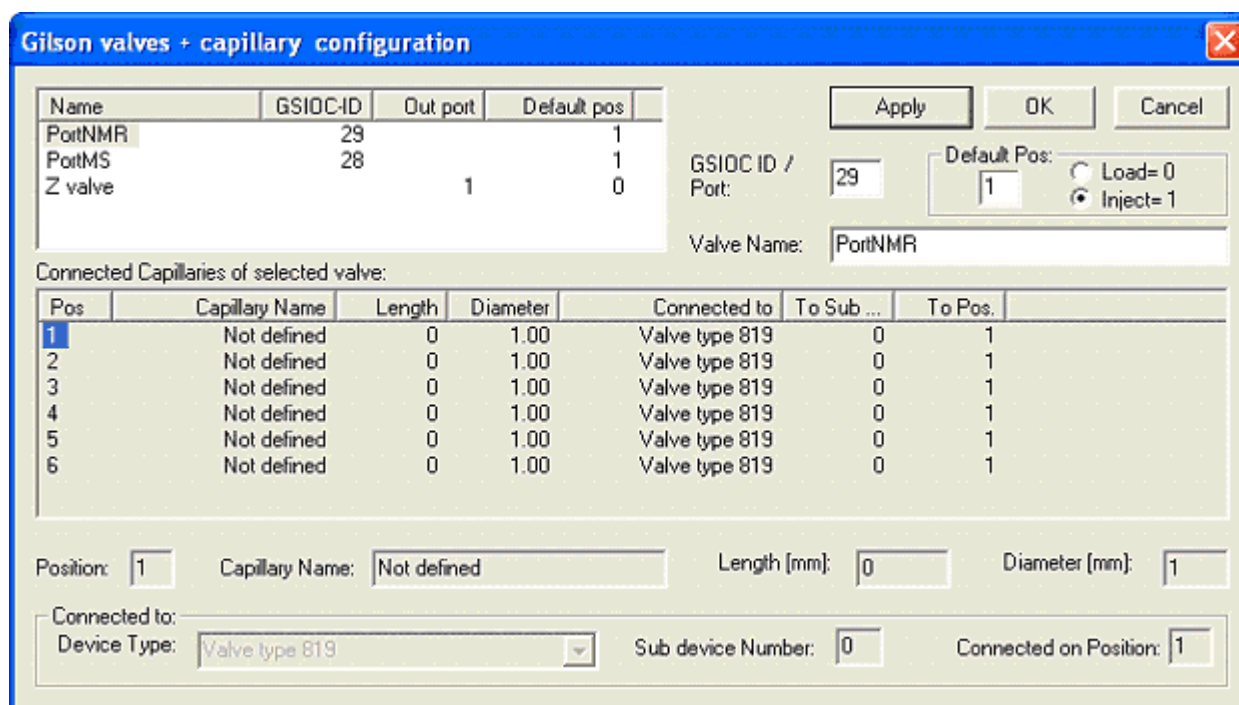 Gilson valves + capillary configuration
Name GSIOC-ID Out port Default pos
PortNMR 29 1
PortMS 28 1
Z valve 1 0
Apply OK Cancel
GSIOC ID / Port: 29
Default Pos: 1 Load= 0 Inject= 1
Valve Name: PortNMR
Connected Capillaries of selected valve:
Pos Capillary Name Length Diameter Connected to To Sub ... To Pos.
1 Not defined 0 1.00 Valve type 819 0 1
2 Not defined 0 1.00 Valve type 819 0 1
3 Not defined 0 1.00 Valve type 819 0 1
4 Not defined 0 1.00 Valve type 819 0 1
5 Not defined 0 1.00 Valve type 819 0 1
6 Not defined 0 1.00 Valve type 819 0 1
Position: 1 Capillary Name: Not defined Length [mm]: 0 Diameter [mm]: 1
Connected to:
Device Type: Valve type 819 Sub device Number: 0 Connected on Position: 1